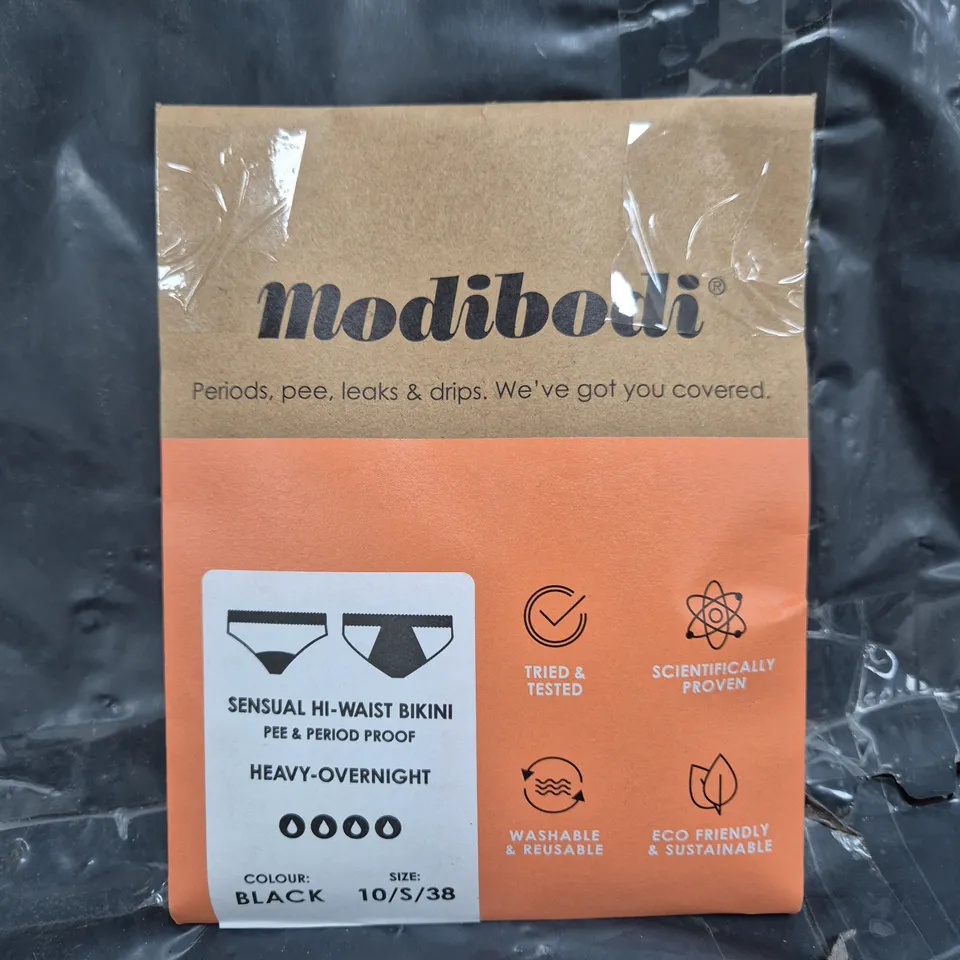 Modibodi®
Periods, pee, leaks & drips. We've got you covered.
SENSUAL HI-WAIST BIKINI
PEE & PERIOD PROOF
HEAVY-OVERNIGHT
COLOUR:
BLACK
SIZE:
10/S/38
TRIED &
TESTED
SCIENTIFICALLY
PROVEN
WASHABLE
& REUSABLE
ECO FRIENDLY
& SUSTAINABLE